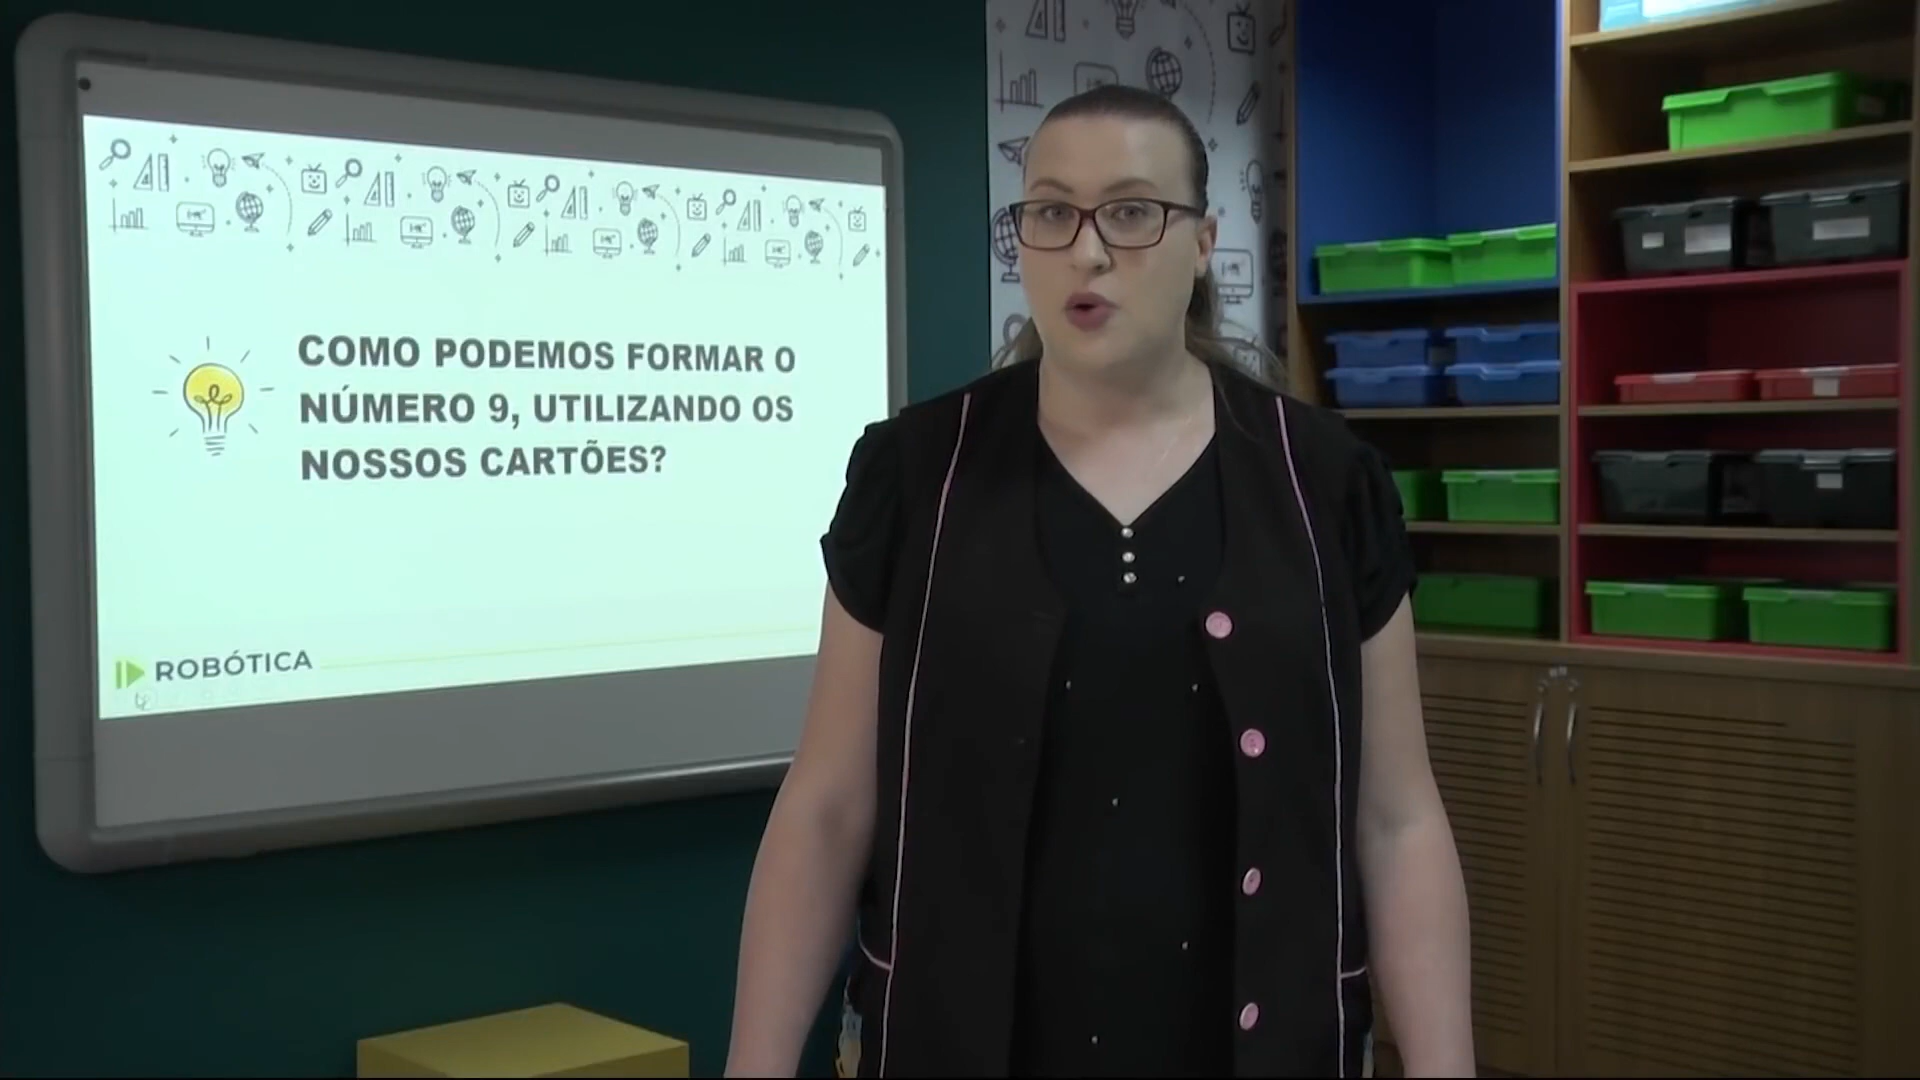 COMO PODEMOS FORMAR O
NÚMERO 9, UTILIZANDO OS
NOSSOS CARTÕES?
ROBÓTICA